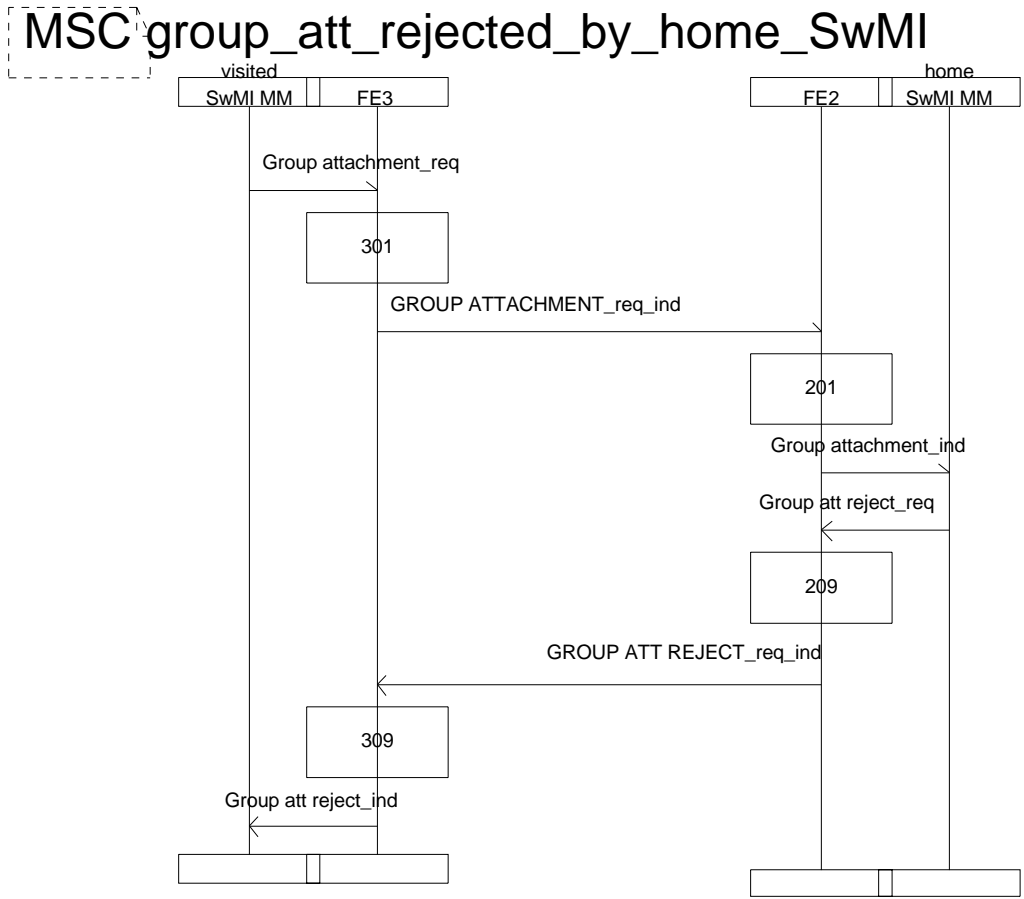 MSC group_att_rejected_by_home_SwMI
visited
home
SwMI MM
FE3
FE2
SwMI MM
Group attachment_req
301
GROUP ATTACHMENT_req_ind
201
Group attachment_ind
Group att reject_req
209
GROUP ATT REJECT_req_ind
309
Group att reject_ind